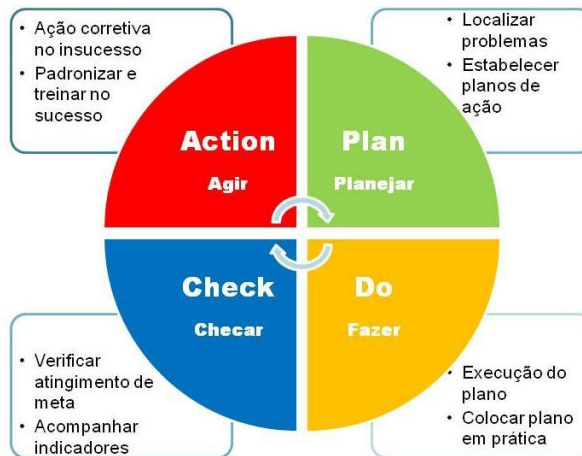 • Ação corretiva
no insucesso
• Padronizar e
treinar no
sucesso
• Localizar
problemas
• Estabelecer
planos de
ação
Action
Agir
Plan
Planejar
Check
Checar
Do
Fazer
• Verificar
atingimento de
meta
• Acompanhar
indicadores
• Execução do
plano
• Colocar plano
em prática